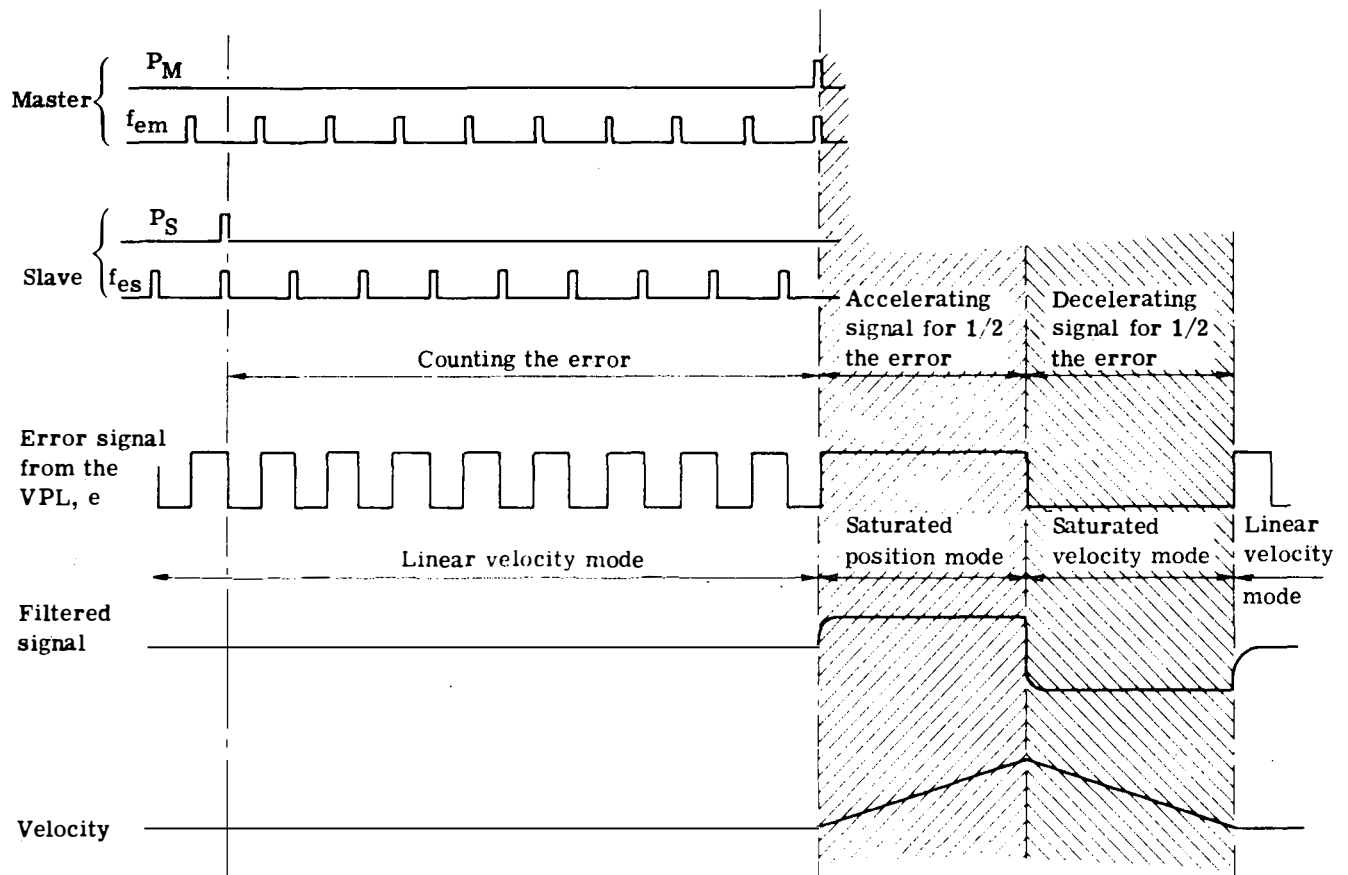 P_M
Master
f_em
P_S
Slave
f_es
Accelerating
signal for 1/2
the error
Decelerating
signal for 1/2
the error
Counting the error
Error signal
from the
VPL, e
Linear velocity mode
Saturated
position mode
Saturated
velocity mode
Linear
velocity
mode
Filtered
signal
Velocity